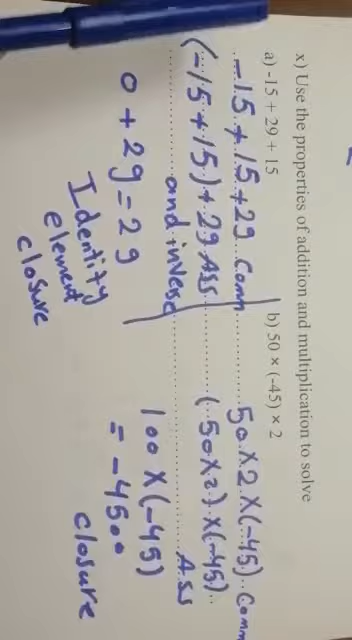 x) Use the properties of addition and multiplication to solve
a) -15 + 29 + 15
-15 + 15 + 29 Comm
(-15 + 15) + 29 Ass
and inverse
0 + 29 = 29
Identity
element
closure
b) 50 × (-45) × 2
50 × 2 × (-45) Comm
(50 × 2) × (-45)
Ass
100 × (-45)
= -4500
closure